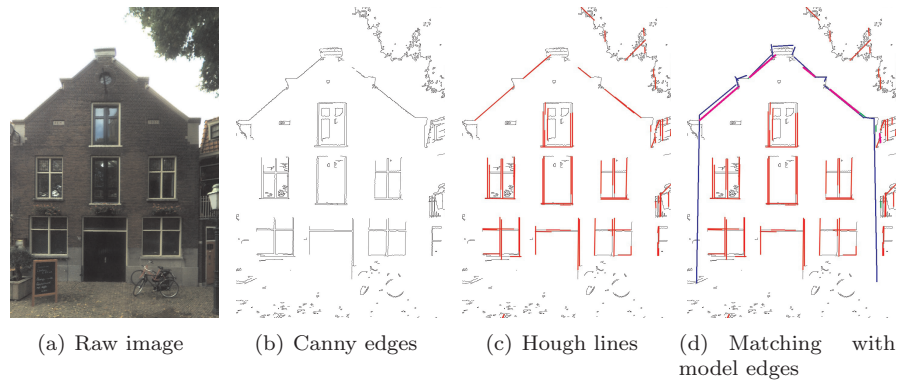 (a) Raw image
(b) Canny edges
(c) Hough lines
(d) Matching with
model edges